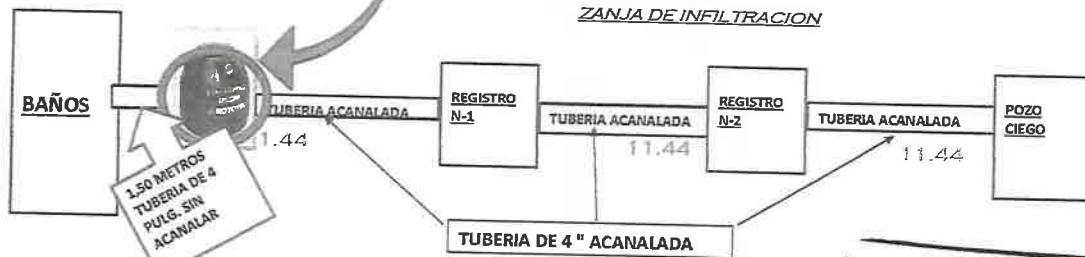 ZANJA DE INFILTRACION
BAÑOS
TUBERIA ACANALADA
1.44
REGISTRO
N-1
TUBERIA ACANALADA
11.44
REGISTRO
N-2
TUBERIA ACANALADA
11.44
POZO
CIEGO
1,50 METROS
TUBERIA DE 4
PULG. SIN
ACANALAR
TUBERIA DE 4 " ACANALADA